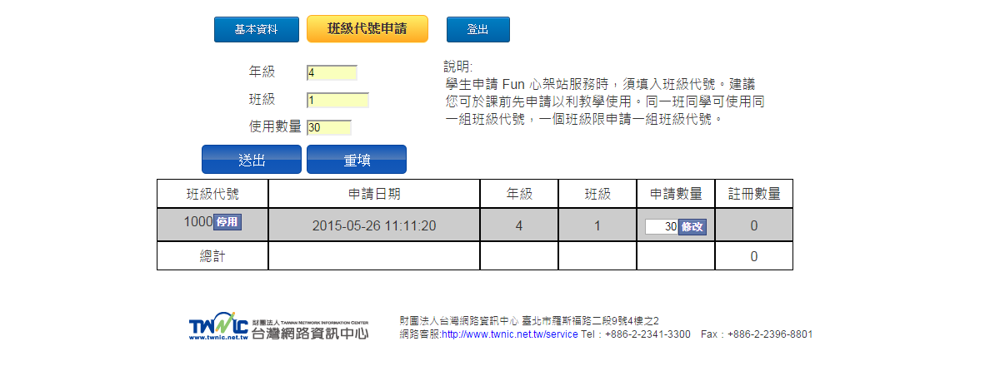 基本資料 班級代號申請 登出
年級 4
班級 1
使用數量 30
送出 重填
說明:
學生申請 Fun 心架站服務時，須填入班級代號。建議
您可於課前先申請以利教學使用。同一班同學可使用同
一組班級代號，一個班級限申請一組班級代號。
班級代號 申請日期 年級 班級 申請數量 註冊數量
1000停用 2015-05-26 11:11:20 4 1 30修改 0
總計 0
TWNIC 財團法人 TAIWAN NETWORK INFORMATION CENTER
www.twnic.net.tw 台灣網路資訊中心
財團法人台灣網路資訊中心 臺北市羅斯福路二段9號4樓之2
網路客服:http://www.twnic.net.tw/service Tel：+886-2-2341-3300 Fax：+886-2-2396-8801